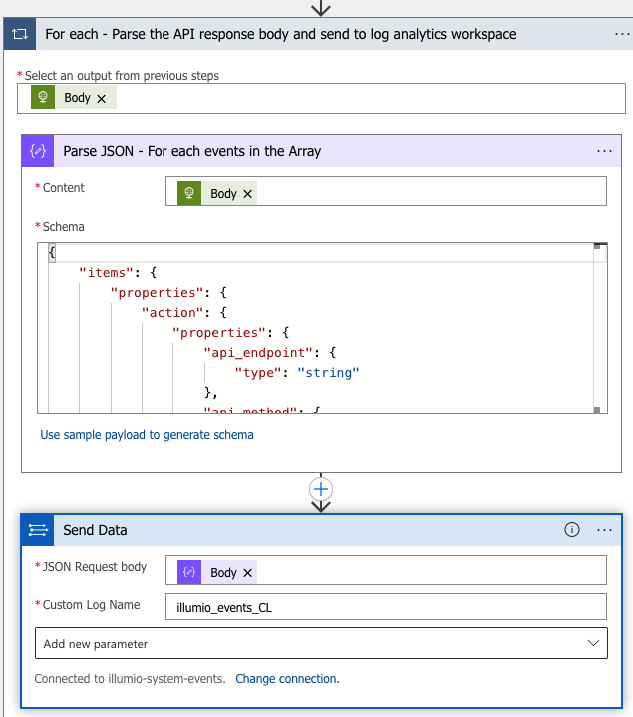 For each - Parse the API response body and send to log analytics workspace
* Select an output from previous steps
Body
Parse JSON - For each events in the Array
* Content
Body
* Schema
{
"items": {
"properties": {
"action": {
"properties": {
"api_endpoint": {
"type": "string"
},
"api_method": {
Use sample payload to generate schema
Send Data
* JSON Request body
Body
* Custom Log Name
illumio_events_CL
Add new parameter
Connected to illumio-system-events. Change connection.